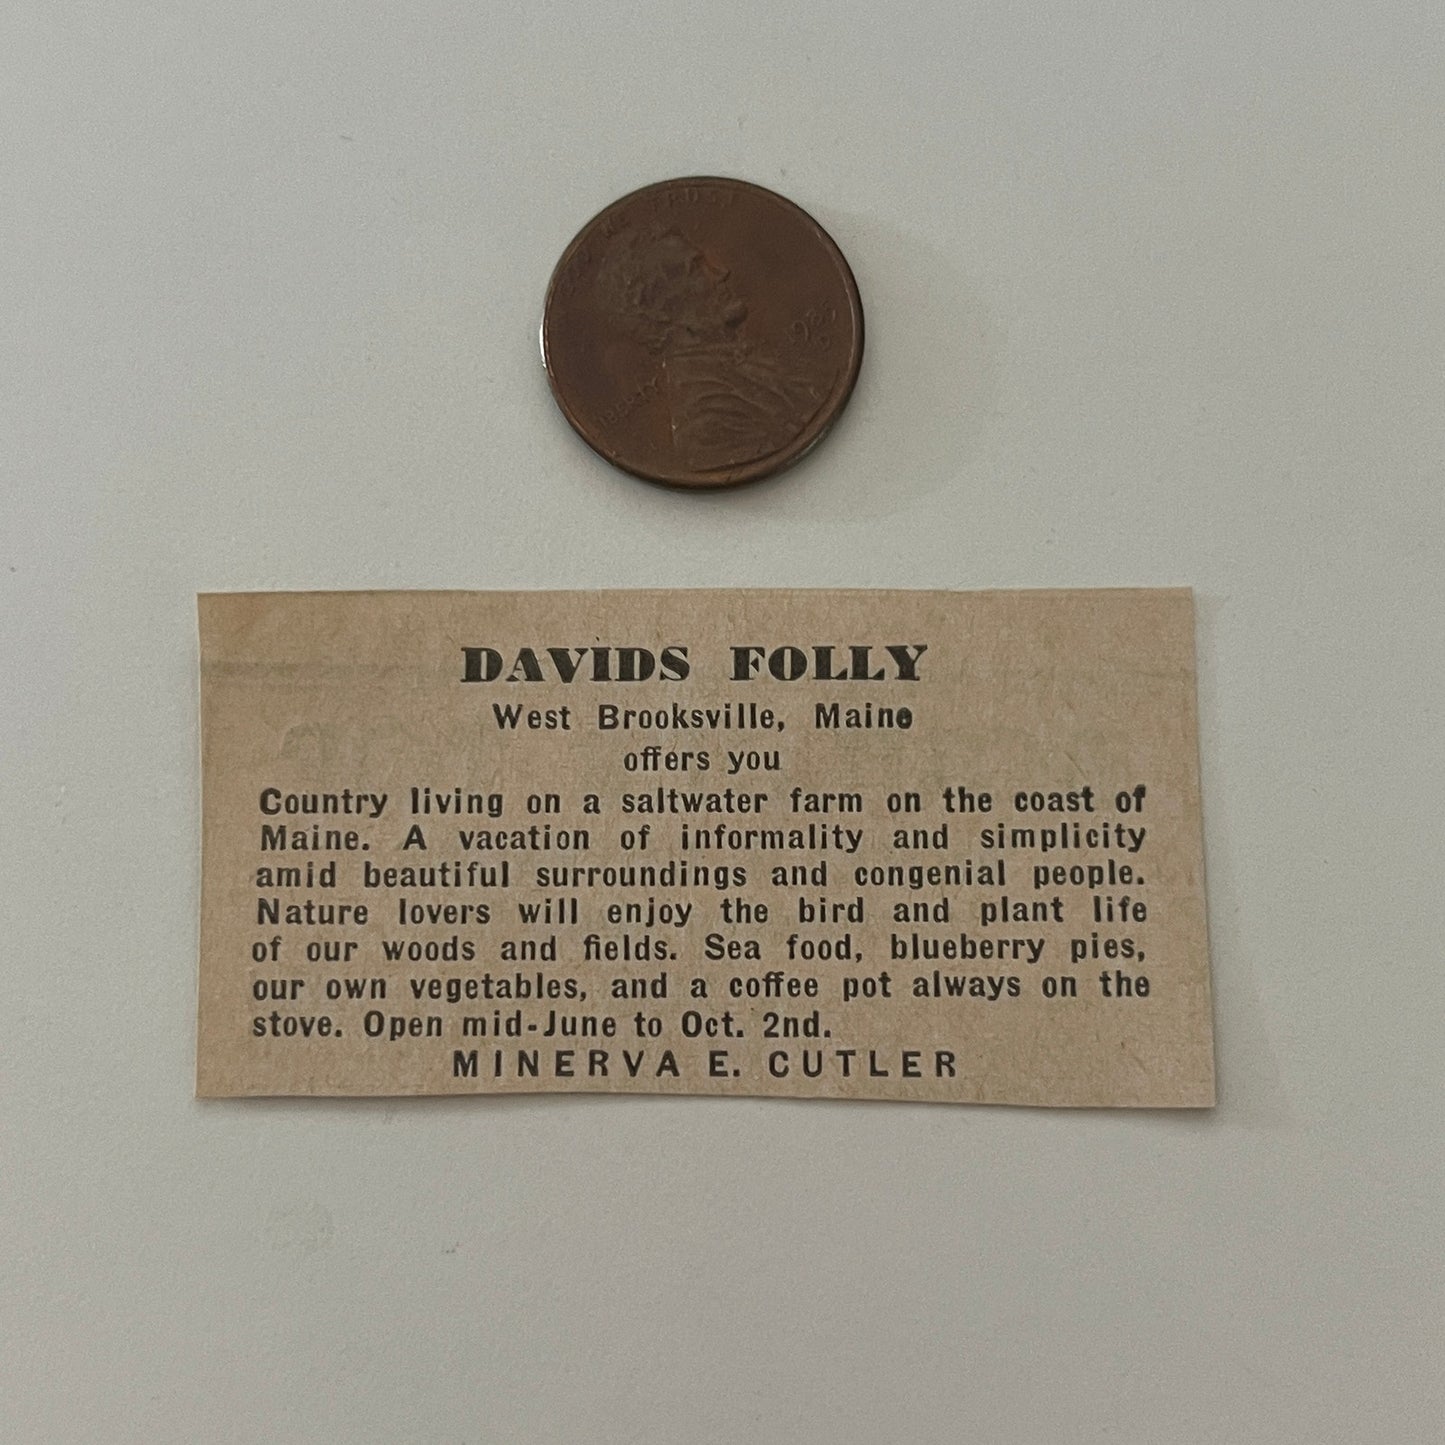 TRUST
LIBERTY
DAVIDS FOLLY
West Brooksville, Maine
offers you
Country living on a saltwater farm on the coast of
Maine. A vacation of informality and simplicity
amid beautiful surroundings and congenial people.
Nature lovers will enjoy the bird and plant life
of our woods and fields. Sea food, blueberry pies,
our own vegetables, and a coffee pot always on the
stove. Open mid-June to Oct. 2nd.
MINERVA E. CUTLER